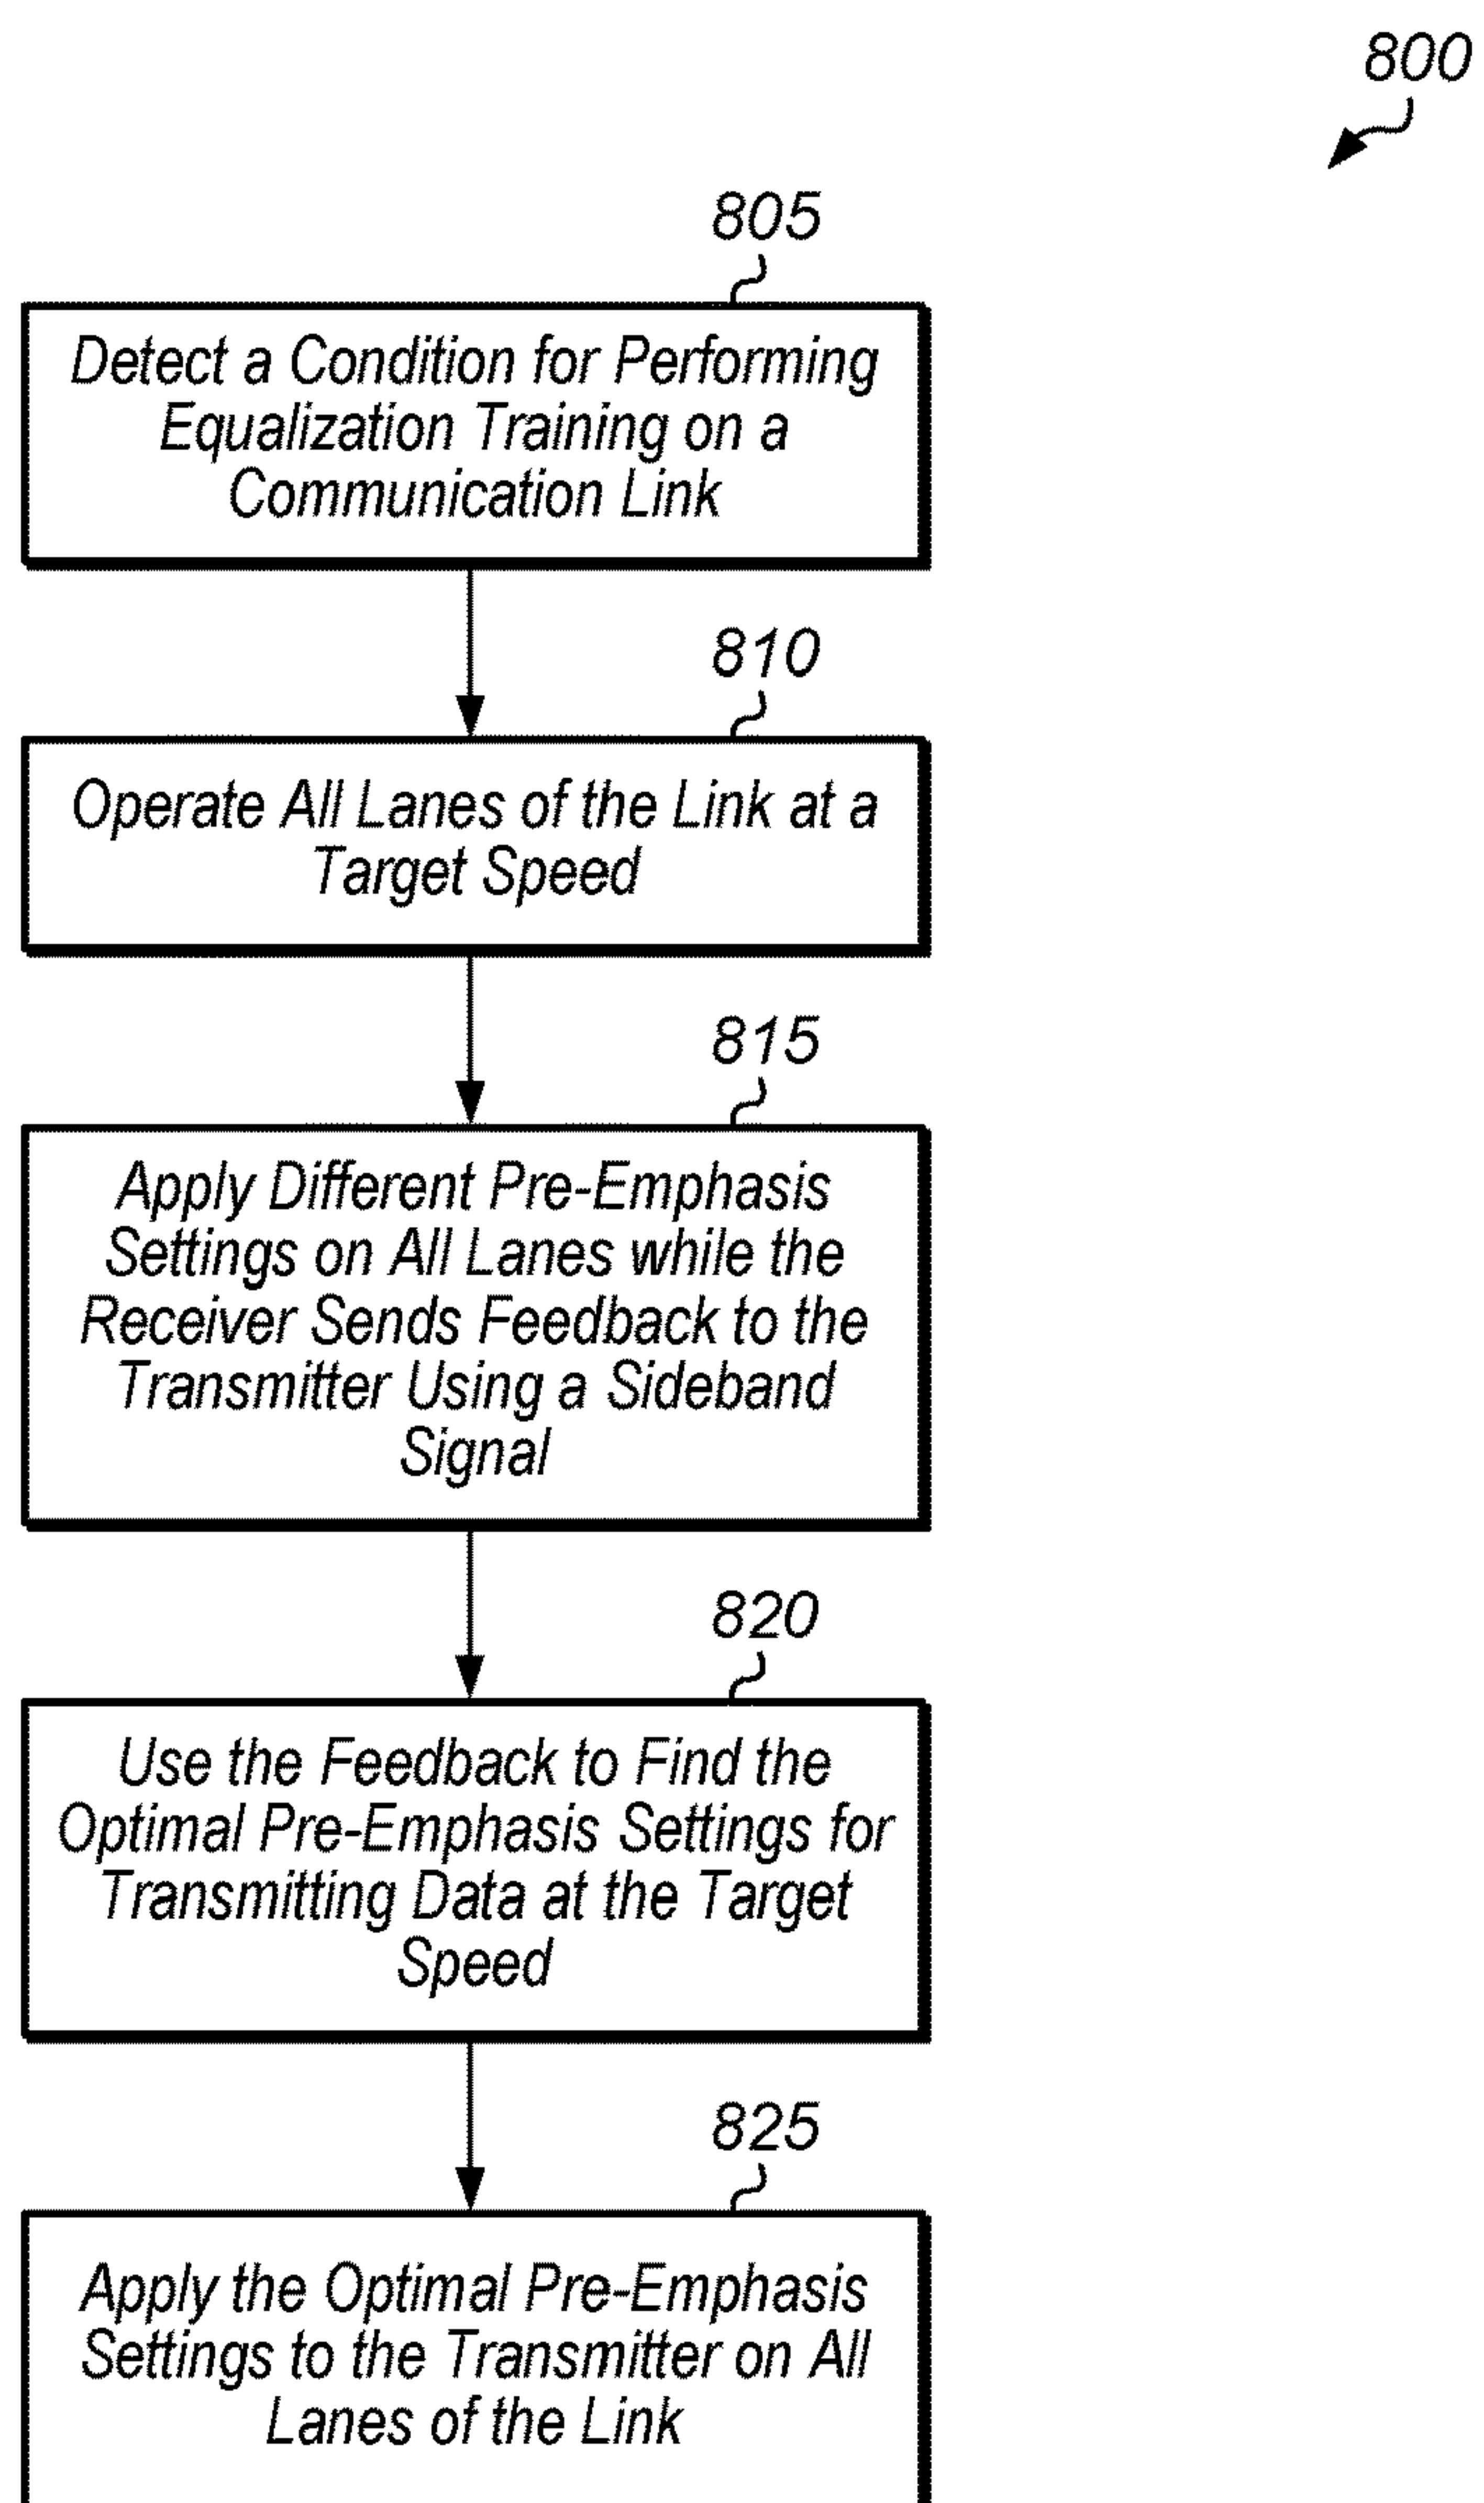 800
805
Detect a Condition for Performing
Equalization Training on a
Communication Link
810
Operate All Lanes of the Link at a
Target Speed
815
Apply Different Pre-Emphasis
Settings on All Lanes while the
Receiver Sends Feedback to the
Transmitter Using a Sideband
Signal
820
Use the Feedback to Find the
Optimal Pre-Emphasis Settings for
Transmitting Data at the Target
Speed
825
Apply the Optimal Pre-Emphasis
Settings to the Transmitter on All
Lanes of the Link